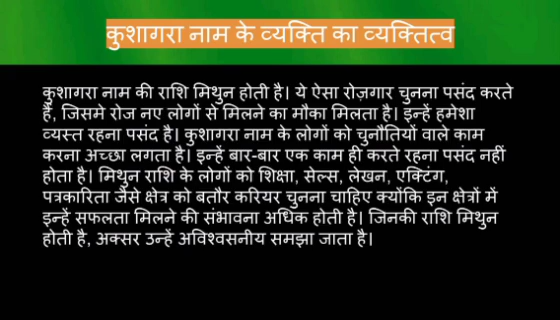 कुशागरा नाम के व्यक्ति का व्यक्तित्व
कुशागरा नाम की राशि मिथुन होती है। ये ऐसा रोज़गार चुनना पसंद करते
हैं, जिसमे रोज नए लोगों से मिलने का मौका मिलता है। इन्हें हमेशा
व्यस्त रहना पसंद है। कुशागरा नाम के लोगों को चुनौतियों वाले काम
करना अच्छा लगता है। इन्हें बार-बार एक काम ही करते रहना पसंद नहीं
होता है। मिथुन राशि के लोगों को शिक्षा, सेल्स, लेखन, एक्टिंग,
पत्रकारिता जैसे क्षेत्र को बतौर करियर चुनना चाहिए क्योंकि इन क्षेत्रों में
इन्हें सफलता मिलने की संभावना अधिक होती है। जिनकी राशि मिथुन
होती है, अक्सर उन्हें अविश्वसनीय समझा जाता है।